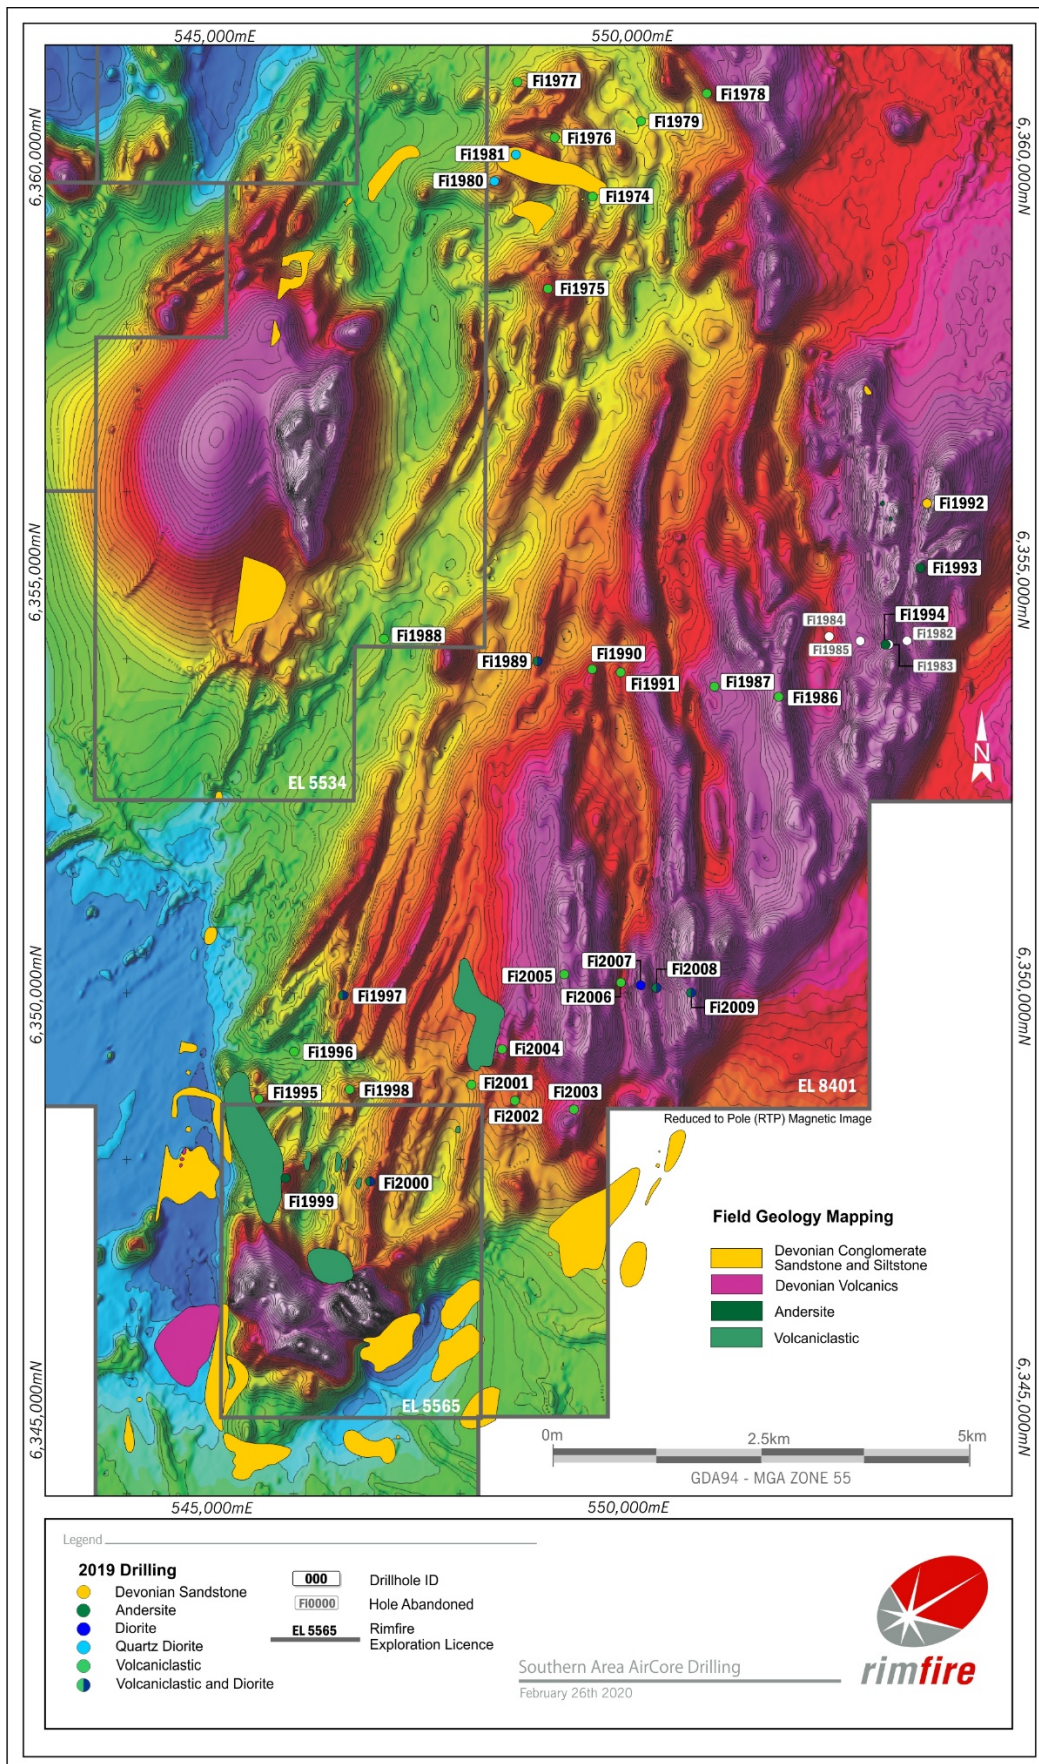 545,000mE
550,000mE
6,360,000mN
6,360,000mN
Fi1977
Fi1978
Fi1979
Fi1976
Fi1981
Fi1980
Fi1974
Fi1975
6,355,000mN
6,355,000mN
Fi1992
Fi1993
Fi1994
Fi1984
Fi1982
Fi1985
Fi1983
Fi1988
Fi1989
Fi1990
Fi1991
Fi1987
Fi1986
N
EL 5534
6,350,000mN
6,350,000mN
Fi2007
Fi2005
Fi2008
Fi2006
Fi2009
Fi1997
Fi1996
Fi2004
Fi1995
Fi1998
Fi2001
Fi2003
Fi2002
EL 8401
Reduced to Pole (RTP) Magnetic Image
Fi1999
Fi2000
Field Geology Mapping
Devonian Conglomerate
Sandstone and Siltstone
Devonian Volcanics
Andersite
Volcaniclastic
6,345,000mN
6,345,000mN
EL 5565
0m
2.5km
5km
GDA94 - MGA ZONE 55
545,000mE
550,000mE
Legend
2019 Drilling
Devonian Sandstone
Andersite
Diorite
Quartz Diorite
Volcaniclastic
Volcaniclastic and Diorite
000 Drillhole ID
Fi0000 Hole Abandoned
EL 5565 Rimfire
Exploration Licence
Southern Area AirCore Drilling
February 26th 2020
rimfire